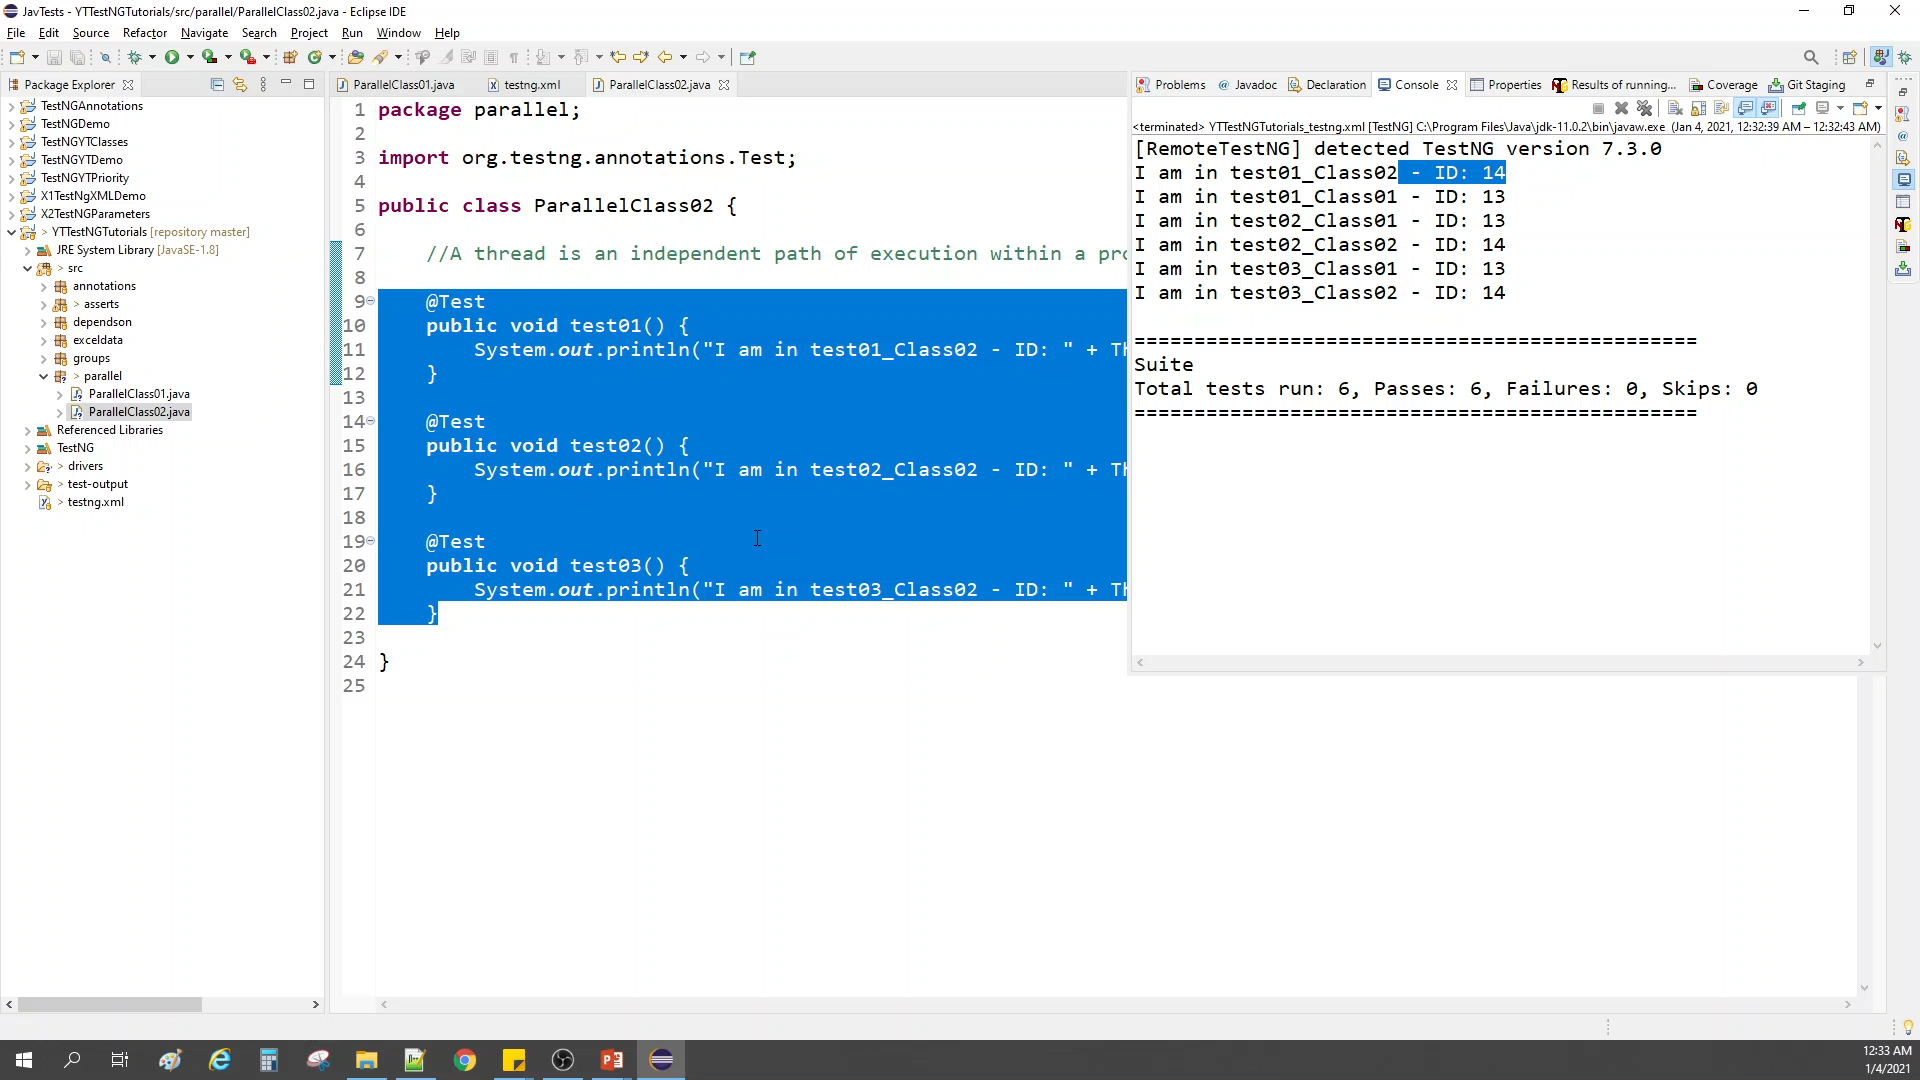 JavTests - YTTestNGTutorials/src/parallel/ParallelClass02.java - Eclipse IDE
File Edit Source Refactor Navigate Search Project Run Window Help
Package Explorer
TestNGAnnotations
TestNGDemo
TestNGYTClasses
TestNGYTDemo
TestNGYTPriority
X1TestNgXMLDemo
X2TestNGParameters
> YTTestNGTutorials [repository master]
JRE System Library [JavaSE-1.8]
> src
annotations
> asserts
dependson
exceldata
groups
> parallel
ParallelClass01.java
ParallelClass02.java
Referenced Libraries
TestNG
> drivers
> test-output
> testng.xml
ParallelClass01.java testng.xml ParallelClass02.java
1 package parallel;
2
3 import org.testng.annotations.Test;
4
5 public class ParallelClass02 {
6
7 //A thread is an independent path of execution within a pro
8
9 @Test
10 public void test01() {
11 System.out.println("I am in test01_Class02 - ID: " + Th
12 }
13
14 @Test
15 public void test02() {
16 System.out.println("I am in test02_Class02 - ID: " + Th
17 }
18
19 @Test
20 public void test03() {
21 System.out.println("I am in test03_Class02 - ID: " + Th
22 }
23
24 }
25
Problems @ Javadoc Declaration Console Properties Results of running... Coverage Git Staging
<terminated> YTTestNGTutorials_testng.xml [TestNG] C:\Program Files\Java\jdk-11.0.2\bin\javaw.exe (Jan 4, 2021, 12:32:39 AM – 12:32:43 AM)
[RemoteTestNG] detected TestNG version 7.3.0
I am in test01_Class02 - ID: 14
I am in test01_Class01 - ID: 13
I am in test02_Class01 - ID: 13
I am in test02_Class02 - ID: 14
I am in test03_Class01 - ID: 13
I am in test03_Class02 - ID: 14
===============================================
Suite
Total tests run: 6, Passes: 6, Failures: 0, Skips: 0
===============================================
12:33 AM
1/4/2021